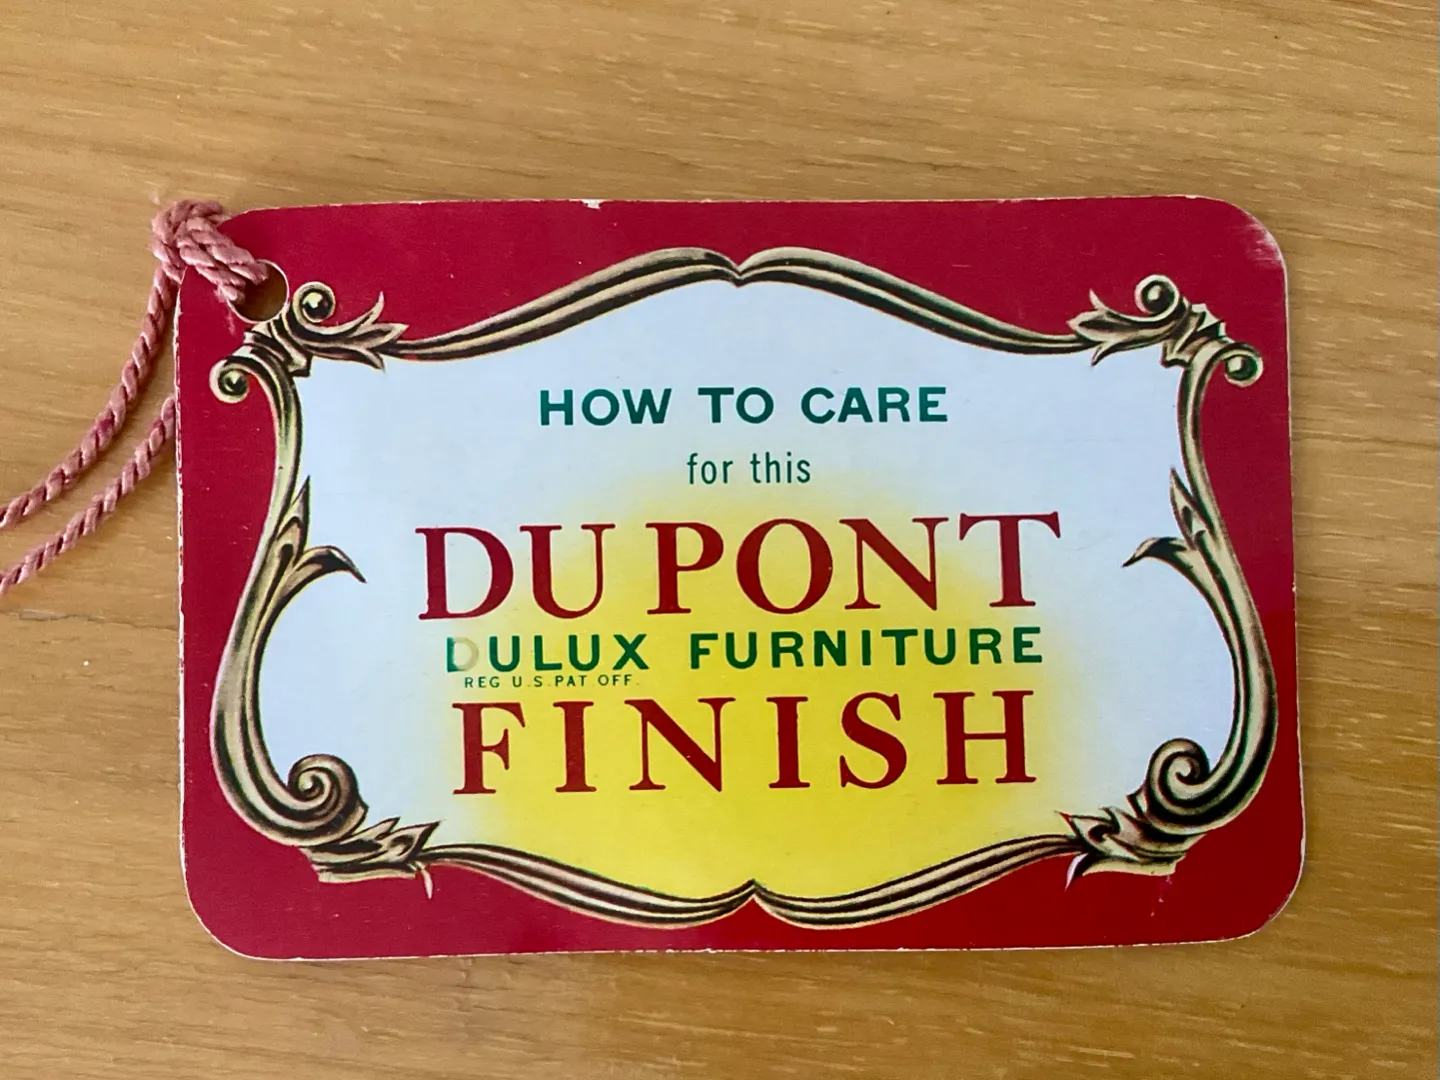 HOW TO CARE
for this
DU PONT
DULUX FURNITURE
REG U.S. PAT OFF.
FINISH